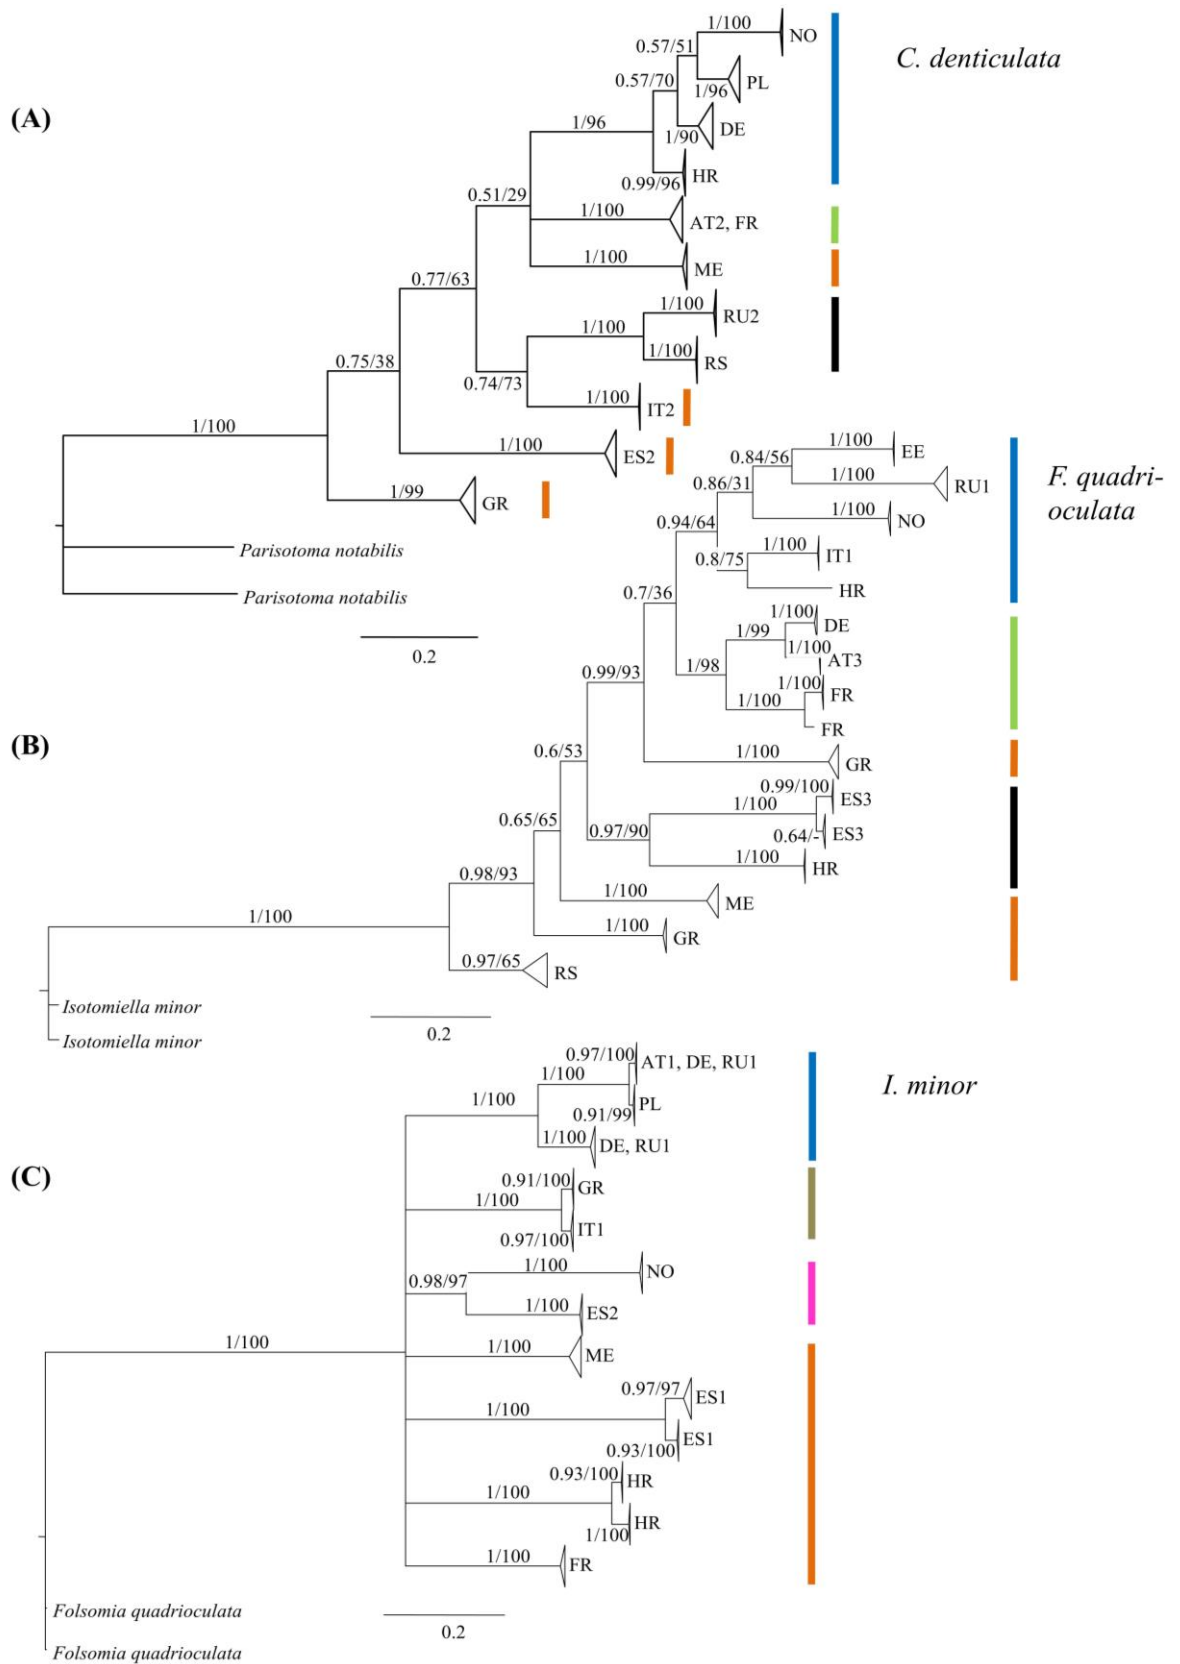 (A)
C. denticulata
1/100
NO
0.57/51
1/96
PL
0.57/70
1/90
DE
1/96
0.99/96
HR
0.51/29
1/100
AT2, FR
1/100
ME
0.77/63
1/100
RU2
1/100
1/100
RS
0.74/73
1/100
IT2
0.75/38
1/100
ES2
1/100
1/99
GR
Parisotoma notabilis
Parisotoma notabilis
0.2
(B)
F. quadri-
oculata
1/100
EE
0.84/56
1/100
RU1
0.86/31
1/100
NO
0.94/64
1/100
IT1
0.8/75
HR
0.7/36
1/100
DE
1/99
1/100
AT3
1/98
1/100
FR
1/100
FR
0.99/93
1/100
GR
0.6/53
0.99/100
ES3
1/100
0.64/-
ES3
0.97/90
1/100
HR
0.65/65
1/100
ME
0.98/93
1/100
GR
1/100
0.97/65
RS
Isotomiella minor
Isotomiella minor
0.2
(C)
I. minor
0.97/100
AT1, DE, RU1
1/100
PL
0.91/99
1/100
1/100
DE, RU1
0.91/100
GR
1/100
IT1
0.97/100
1/100
NO
0.98/97
1/100
ES2
1/100
1/100
ME
0.97/97
ES1
1/100
ES1
0.93/100
0.93/100
HR
1/100
HR
1/100
1/100
FR
Folsomia quadrioculata
Folsomia quadrioculata
0.2